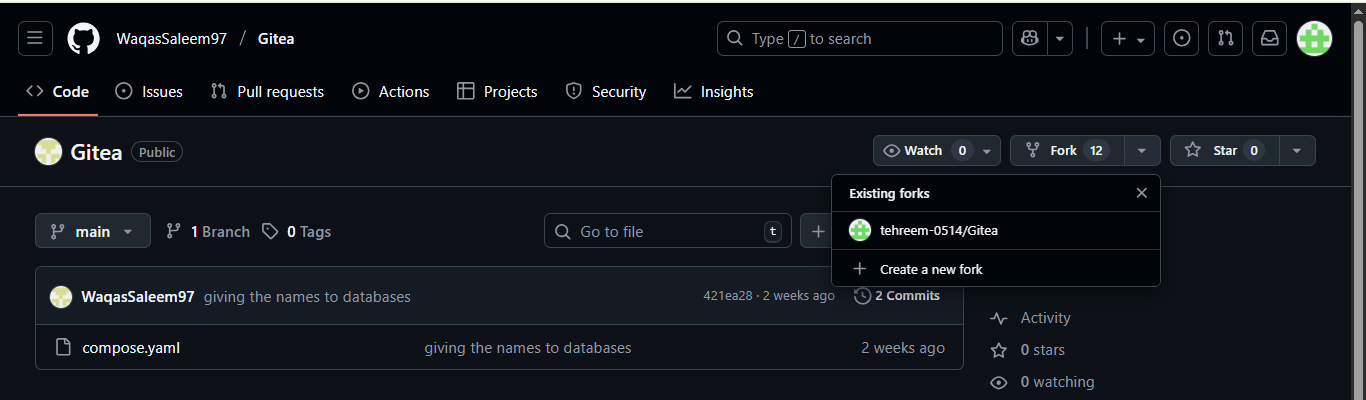 WaqasSaleem97 / Gitea
Type / to search
Code Issues Pull requests Actions Projects Security Insights
Gitea Public
Watch 0 Fork 12 Star 0
Existing forks
tehreem-0514/Gitea
Create a new fork
main 1 Branch 0 Tags Go to file t
WaqasSaleem97 giving the names to databases 421ea28 · 2 weeks ago 2 Commits
compose.yaml giving the names to databases 2 weeks ago
Activity
0 stars
0 watching